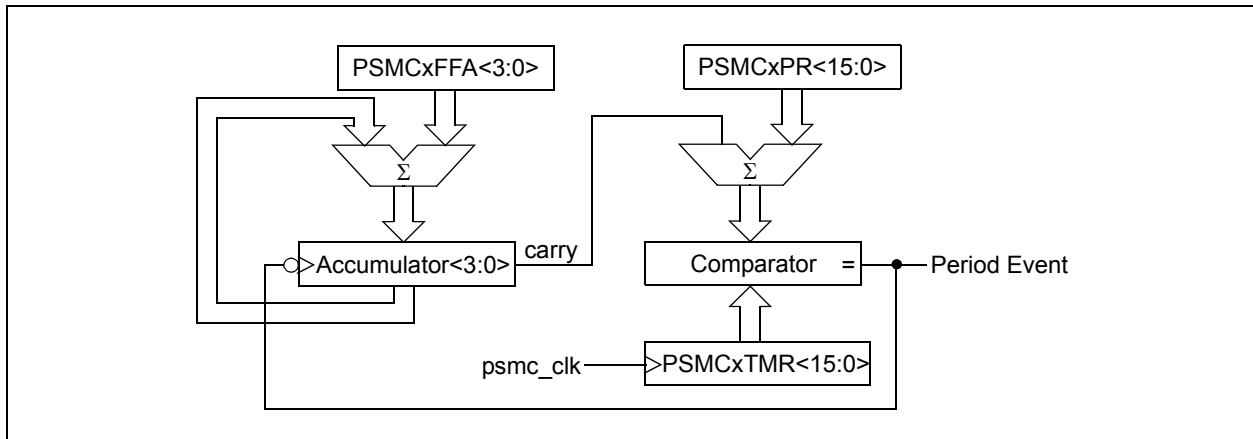 PSMCxFFA<3:0>
PSMCxPR<15:0>
Σ
Σ
Accumulator<3:0>
carry
Comparator =
Period Event
psmc_clk
PSMCxTMR<15:0>